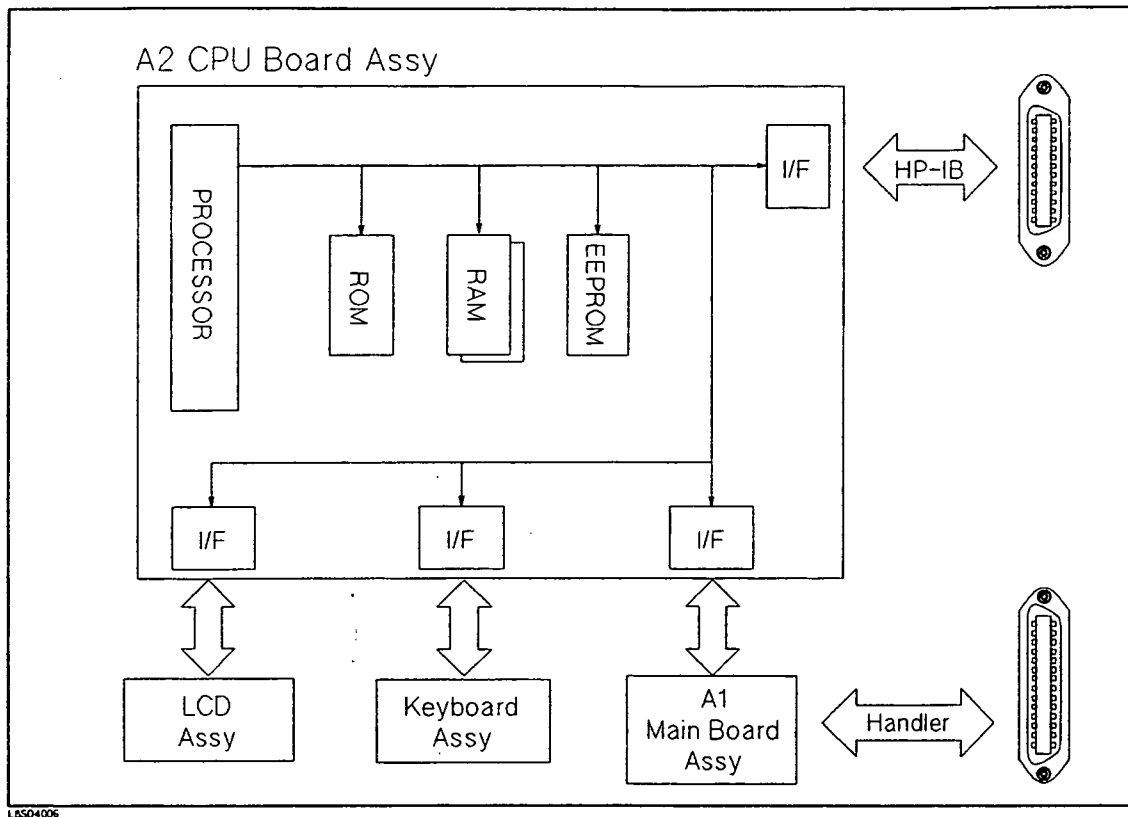 A2 CPU Board Assy
PROCESSOR
ROM
RAM
EEPROM
I/F
HP-IB
I/F
I/F
I/F
LCD
Assy
Keyboard
Assy
A1
Main Board
Assy
Handler
LBS04006